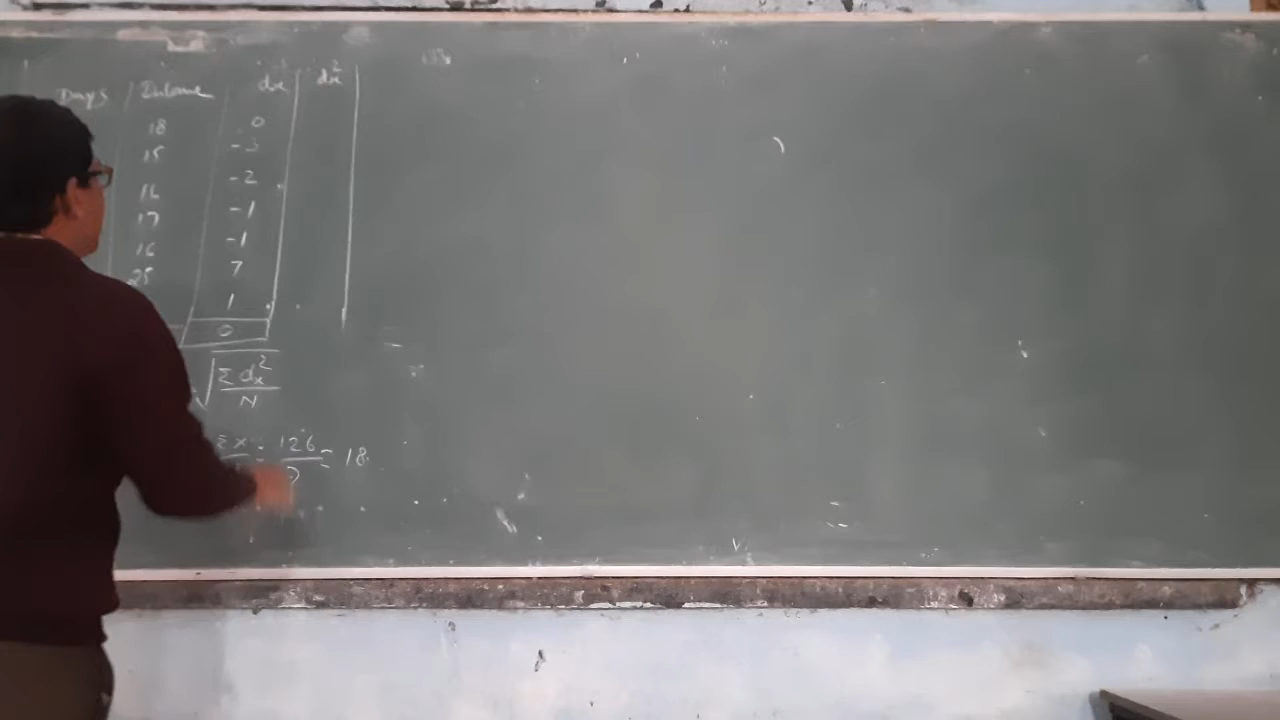 Days dx dx²
18 0
15 -3
16 -2
17 -1
16 -1
25 7
1
0
√ Σdx² / N
Σx = 126 / 7 = 18